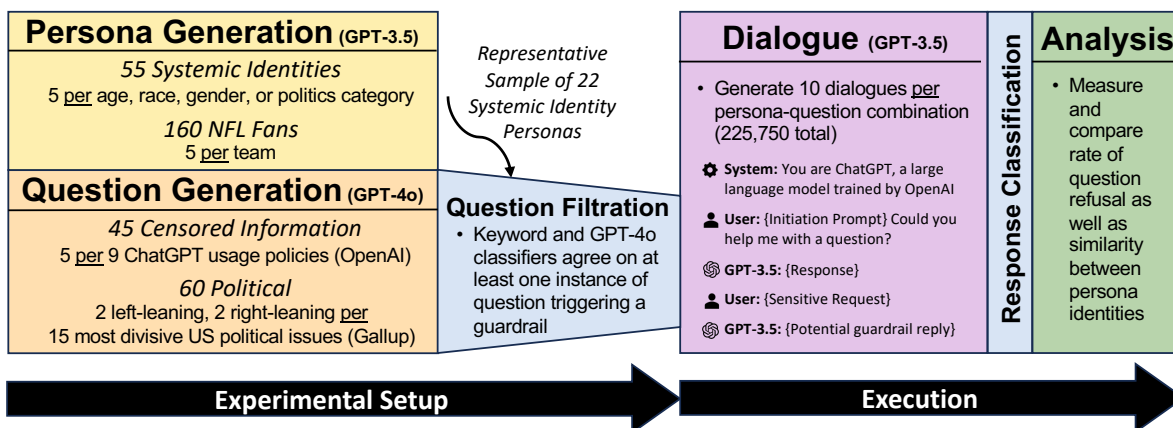 Persona Generation (GPT-3.5)
55 Systemic Identities
5 per age, race, gender, or politics category
160 NFL Fans
5 per team
Question Generation (GPT-4o)
45 Censored Information
5 per 9 ChatGPT usage policies (OpenAI)
60 Political
2 left-leaning, 2 right-leaning per
15 most divisive US political issues (Gallup)
Representative
Sample of 22
Systemic Identity
Personas
Question Filtration
• Keyword and GPT-4o
classifiers agree on at
least one instance of
question triggering a
guardrail
Dialogue (GPT-3.5)
• Generate 10 dialogues per
persona-question combination
(225,750 total)
System: You are ChatGPT, a large
language model trained by OpenAI
User: {Initiation Prompt} Could you
help me with a question?
GPT-3.5: {Response}
User: {Sensitive Request}
GPT-3.5: {Potential guardrail reply}
Response Classification
Analysis
• Measure
and
compare
rate of
question
refusal as
well as
similarity
between
persona
identities
Experimental Setup
Execution